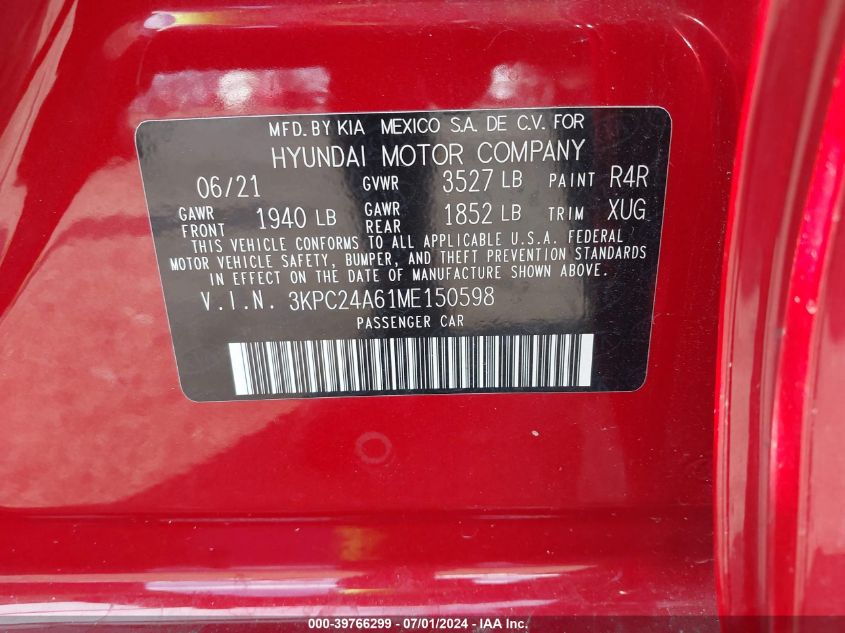 MFD. BY KIA MEXICO S.A. DE C.V. FOR
HYUNDAI MOTOR COMPANY
06/21 GVWR 3527 LB PAINT R4R
GAWR FRONT 1940 LB GAWR REAR 1852 LB TRIM XUG
THIS VEHICLE CONFORMS TO ALL APPLICABLE U.S.A. FEDERAL
MOTOR VEHICLE SAFETY, BUMPER, AND THEFT PREVENTION STANDARDS
IN EFFECT ON THE DATE OF MANUFACTURE SHOWN ABOVE.
V.I.N. 3KPC24A61ME150598
PASSENGER CAR
000-39766299 - 07/01/2024 - IAA Inc.